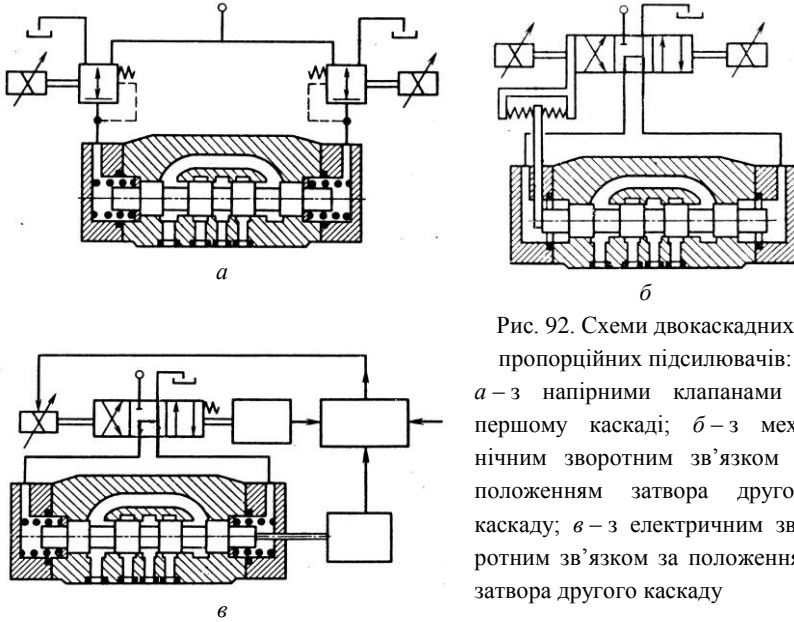 а
б
Рис. 92. Схеми двокаскадних
пропорційних підсилювачів:
а – з напірними клапанами
першому каскаді; б – з мех
нічним зворотним зв’язком
положенням затвора друго
каскаду; в – з електричним зв
ротним зв’язком за положення
затвора другого каскаду
в